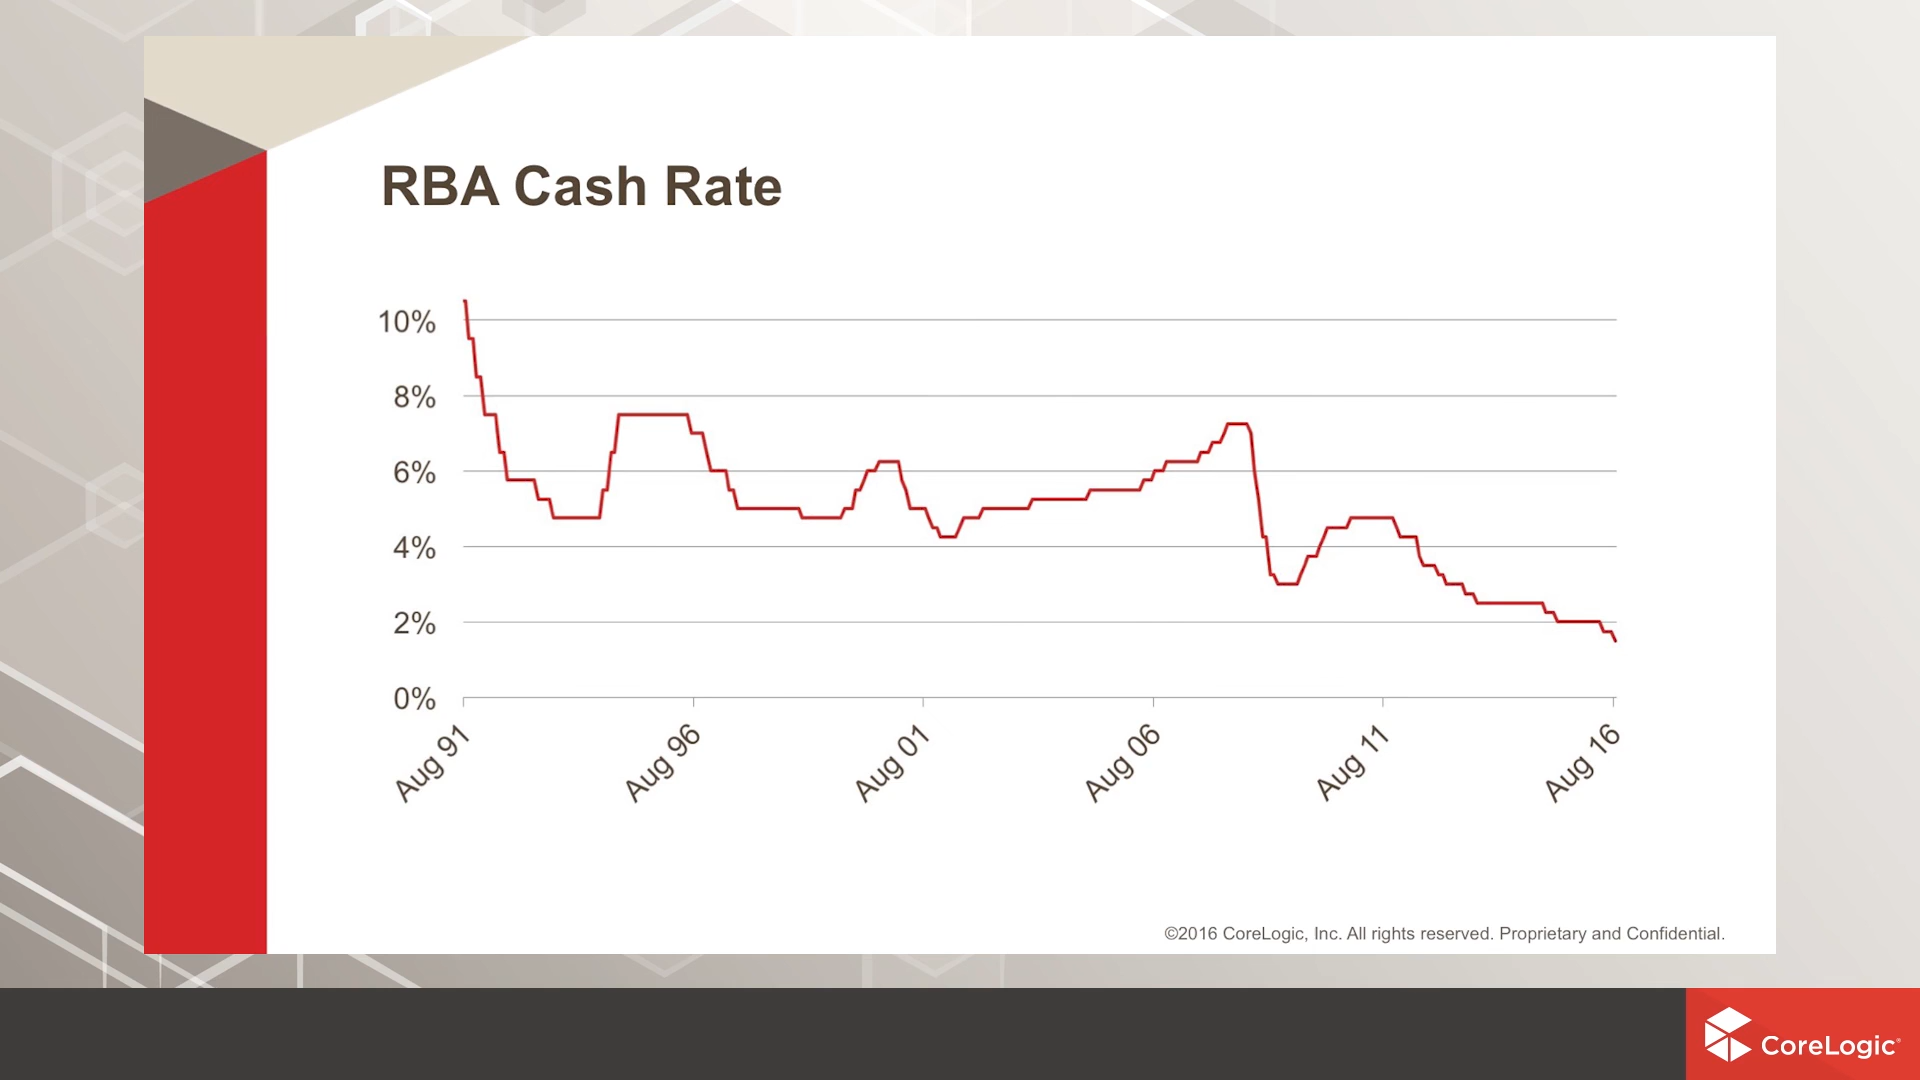 RBA Cash Rate
10%
8%
6%
4%
2%
0%
Aug 91
Aug 96
Aug 01
Aug 06
Aug 11
Aug 16
©2016 CoreLogic, Inc. All rights reserved. Proprietary and Confidential.
CoreLogic